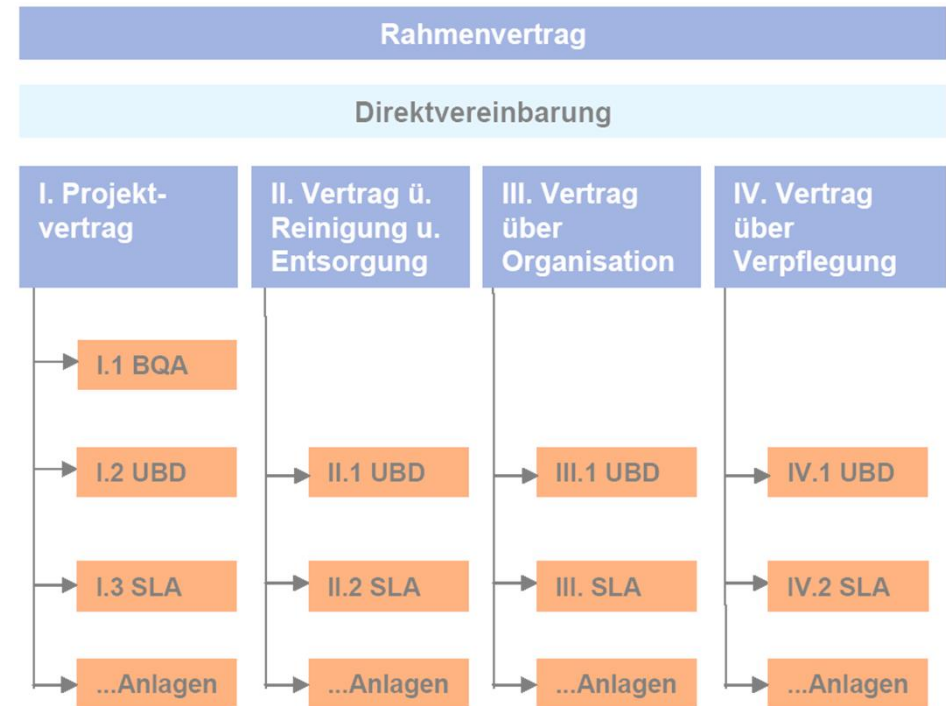 Rahmenvertrag
Direktvereinbarung
I. Projekt-
vertrag
II. Vertrag ü.
Reinigung u.
Entsorgung
III. Vertrag
über
Organisation
IV. Vertrag
über
Verpflegung
I.1 BQA
I.2 UBD
II.1 UBD
III.1 UBD
IV.1 UBD
I.3 SLA
II.2 SLA
III. SLA
IV.2 SLA
...Anlagen
...Anlagen
...Anlagen
...Anlagen